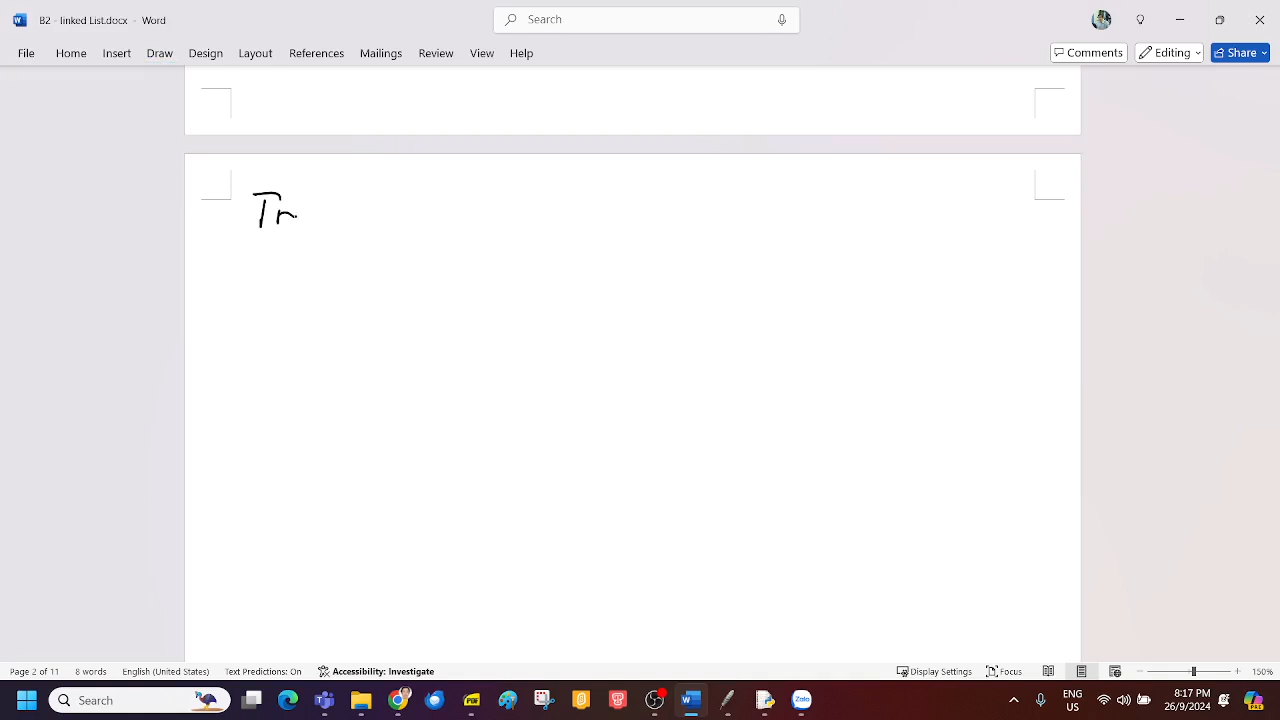 B2 - linked List.docx - Word
Search
File Home Insert Draw Design Layout References Mailings Review View Help
Comments Editing Share
Tr
Page 2 of 11 8 words English (United States) Text Predictions: On Accessibility: Investigate Display Settings Focus 150%
Search
ENG
US
8:17 PM
26/9/2024